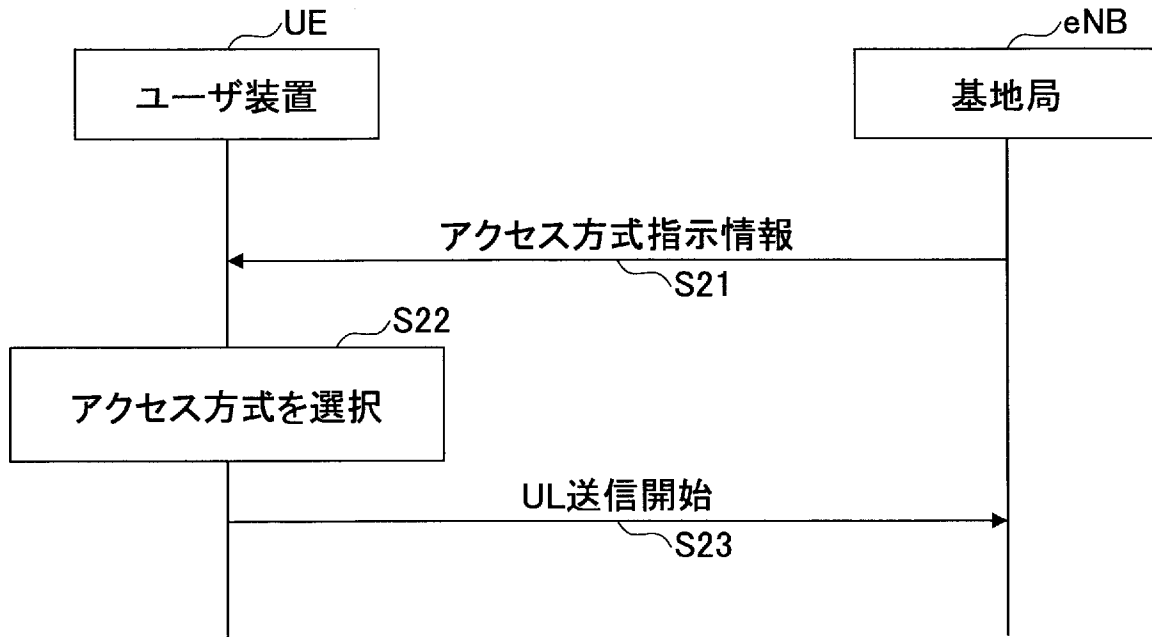 UE
eNB
ユーザ装置
基地局
アクセス方式指示情報
S21
S22
アクセス方式を選択
UL送信開始
S23